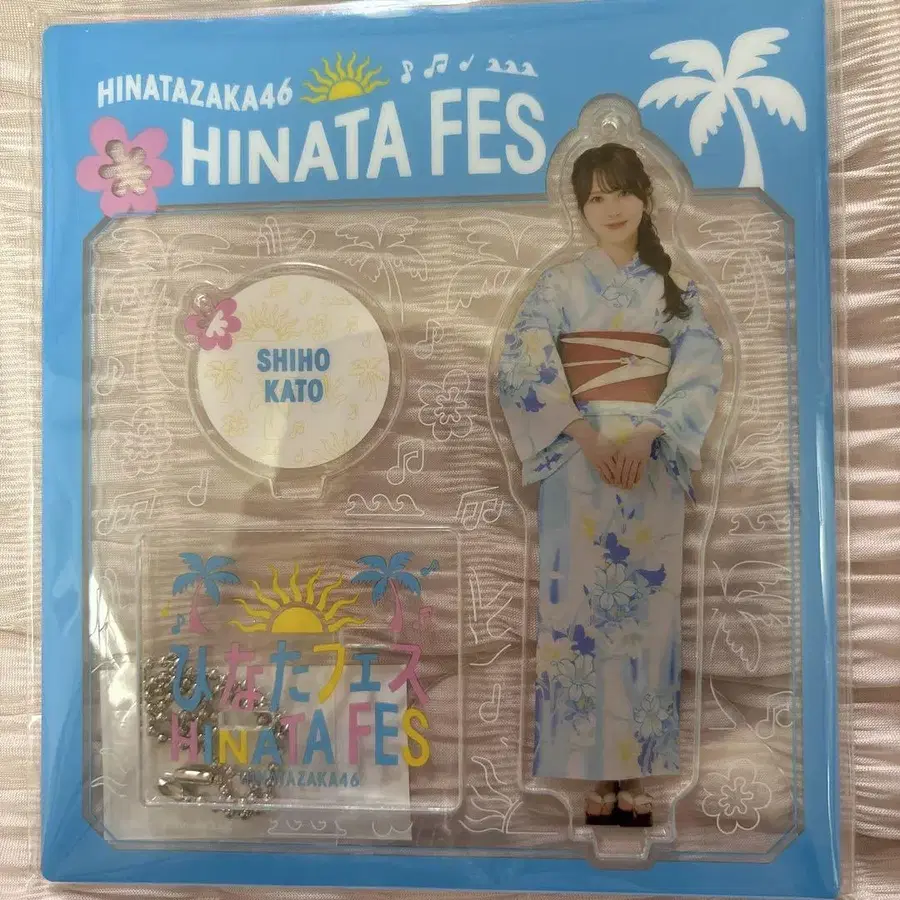 HINATAZAKA46
HINATA FES
SHIHO
KATO
ひなたフェス
HINATA FES
HINATAZAKA46